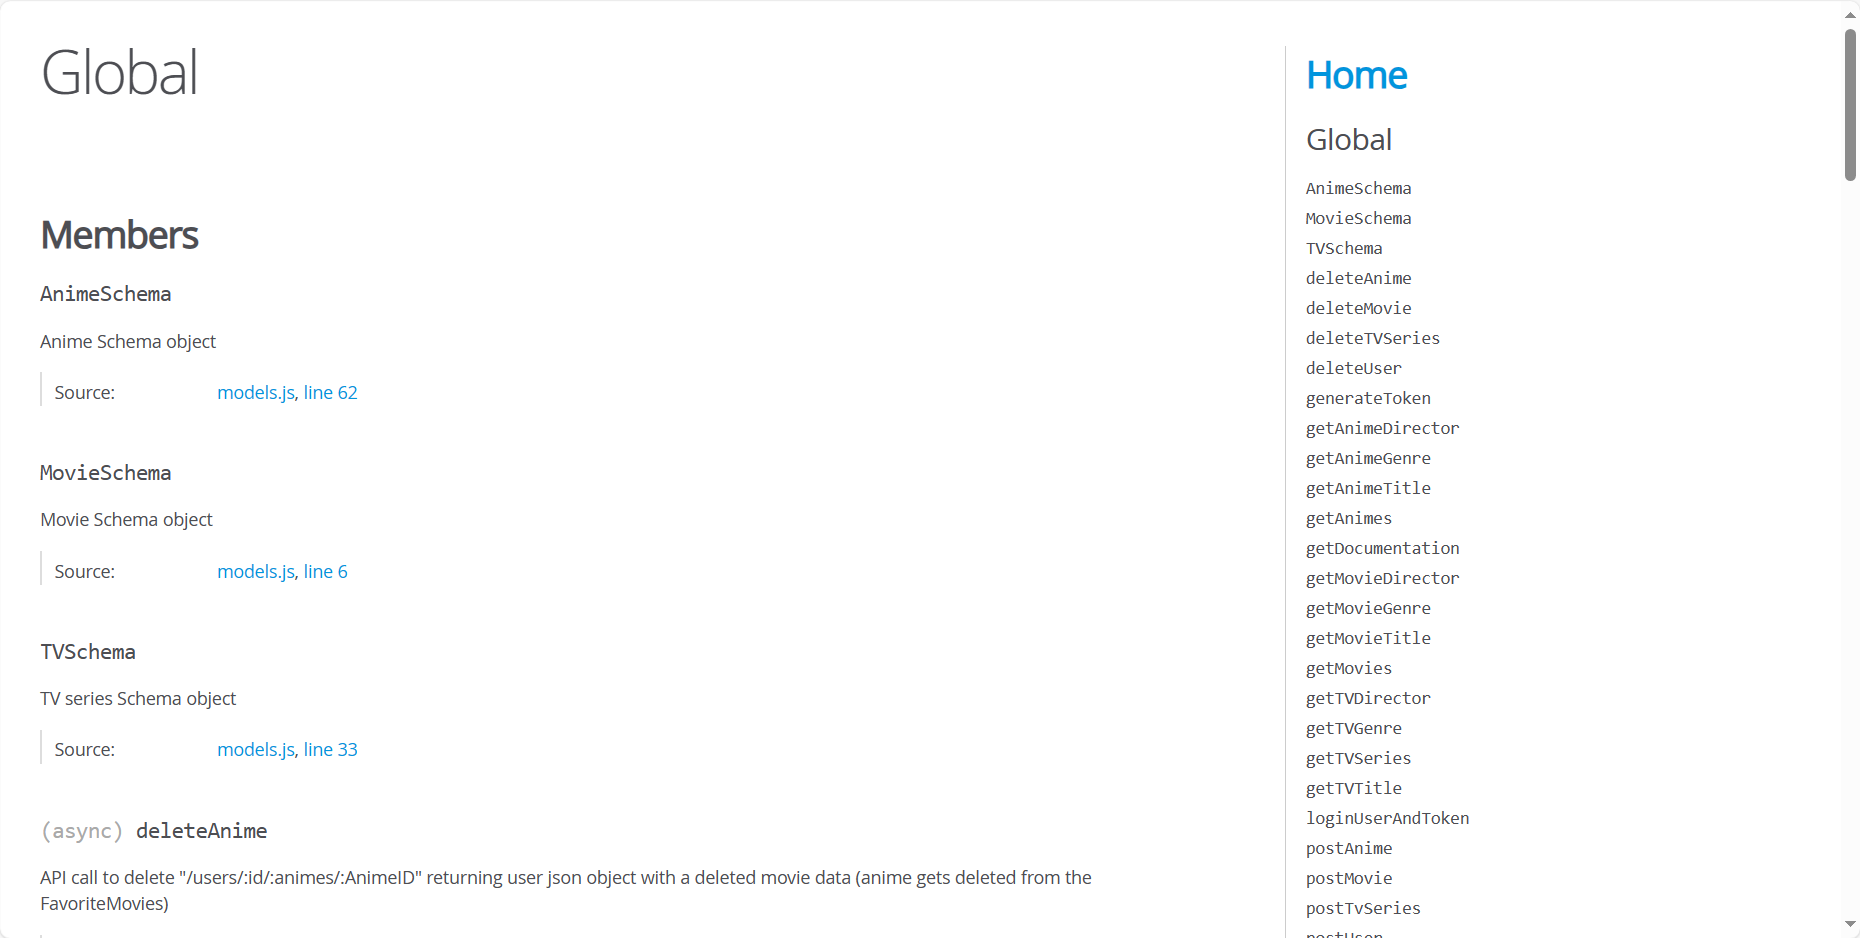 Global
Members
AnimeSchema
Anime Schema object
Source: models.js, line 62
MovieSchema
Movie Schema object
Source: models.js, line 6
TVSchema
TV series Schema object
Source: models.js, line 33
(async) deleteAnime
API call to delete "/users/:id/:animes/:AnimeID" returning user json object with a deleted movie data (anime gets deleted from the
FavoriteMovies)
Home
Global
AnimeSchema
MovieSchema
TVSchema
deleteAnime
deleteMovie
deleteTVSeries
deleteUser
generateToken
getAnimeDirector
getAnimeGenre
getAnimeTitle
getAnimes
getDocumentation
getMovieDirector
getMovieGenre
getMovieTitle
getMovies
getTVDirector
getTVGenre
getTVSeries
getTVTitle
loginUserAndToken
postAnime
postMovie
postTvSeries
postUser